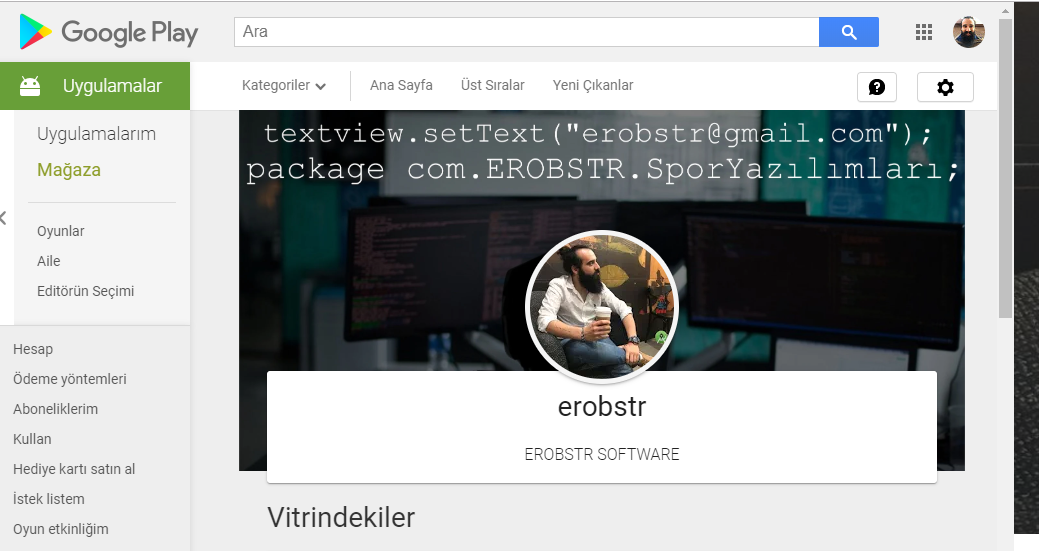 Google Play
Ara
Uygulamalar
Kategoriler
Ana Sayfa
Üst Sıralar
Yeni Çıkanlar
Uygulamalarım
Mağaza
Oyunlar
Aile
Editörün Seçimi
Hesap
Ödeme yöntemleri
Aboneliklerim
Kullan
Hediye kartı satın al
İstek listem
Oyun etkinliğim
textview.setText("erobstr@gmail.com");
package com.EROBSTR.SporYazılımları;
erobstr
EROBSTR SOFTWARE
Vitrindekiler